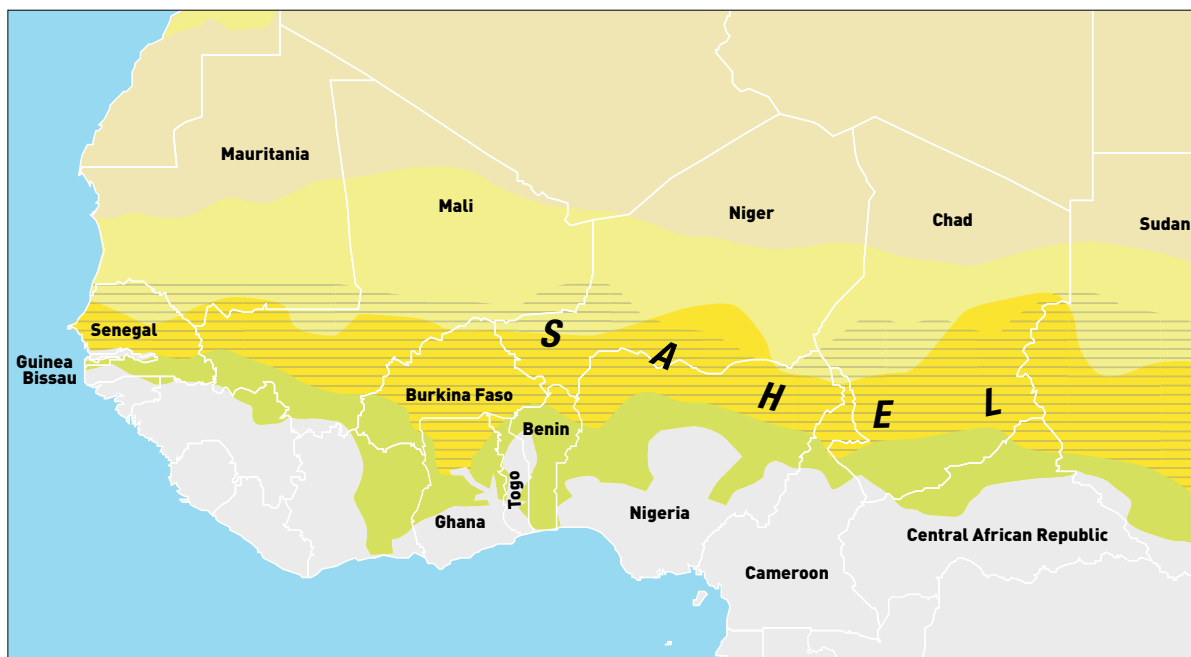 Mauritania
Mali
Niger
Chad
Sudan
Senegal
Guinea
Bissau
Burkina Faso
Benin
Togo
Ghana
Nigeria
Cameroon
Central African Republic
S A H E L